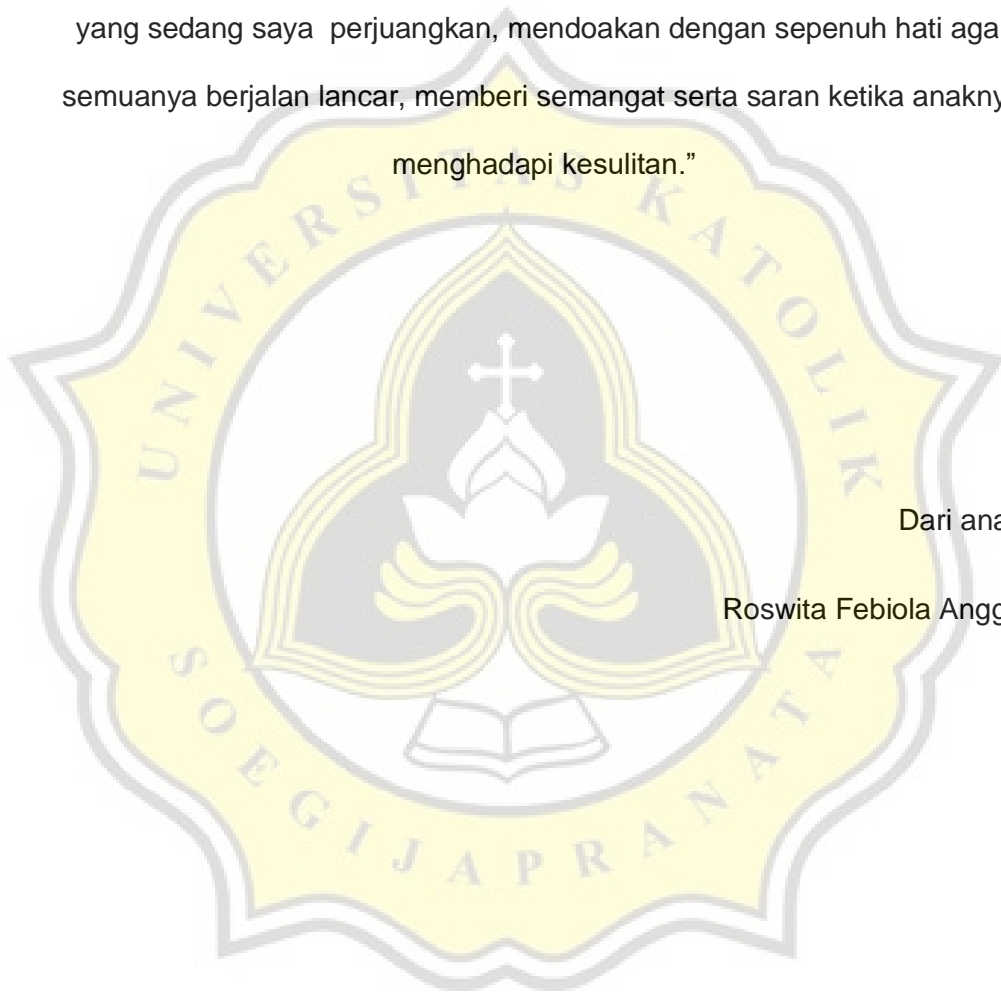 yang sedang saya perjuangkan, mendoakan dengan sepenuh hati aga
semuanya berjalan lancar, memberi semangat serta saran ketika anakny
menghadapi kesulitan.”
UNIVERSITAS KATOLIK
Dari ana
Roswita Febiola Angg
SOEGIJAPRANATA